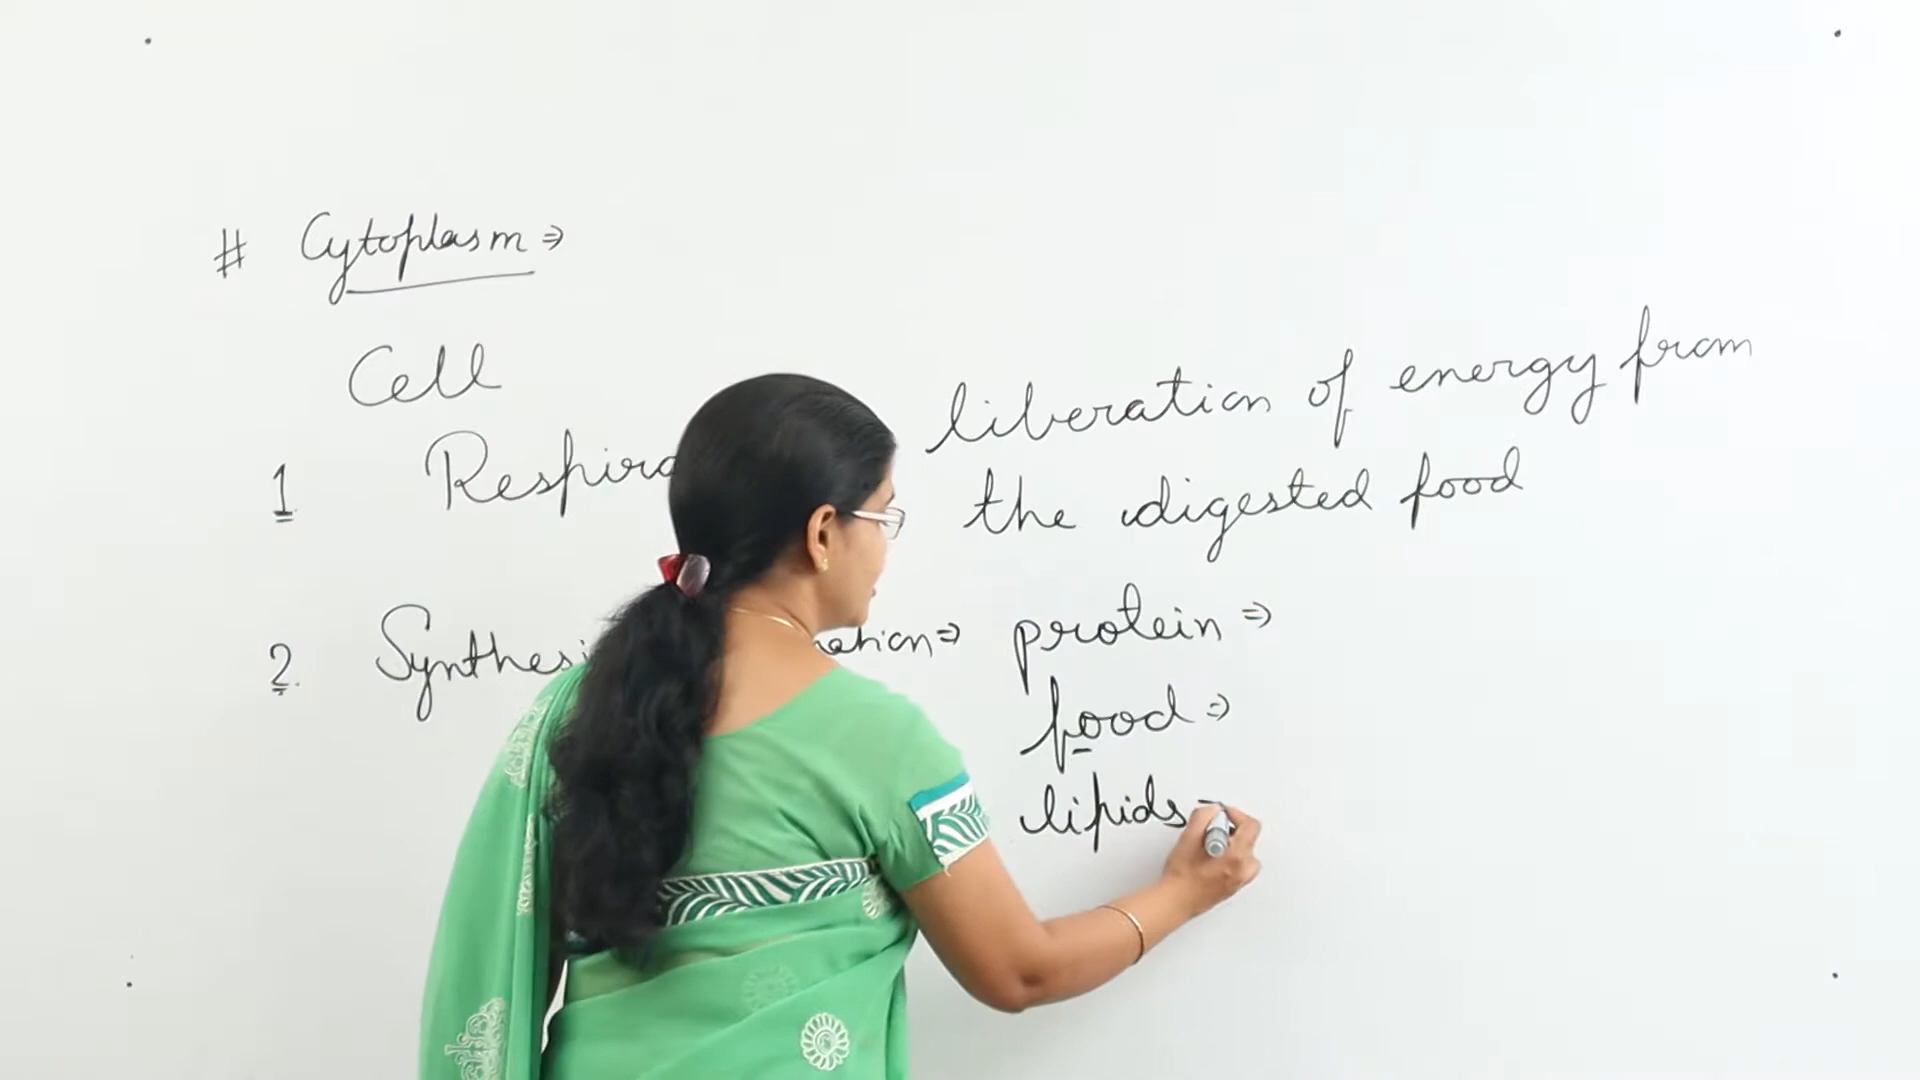 # Cytoplasm ⇒
Cell
1 Respira liberation of energy from
the digested food
2. Synthesi ation ⇒ protein ⇒
food ⇒
lipids